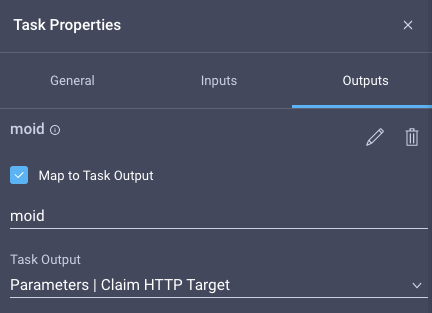 Task Properties
General Inputs Outputs
moid
Map to Task Output
moid
Task Output
Parameters | Claim HTTP Target